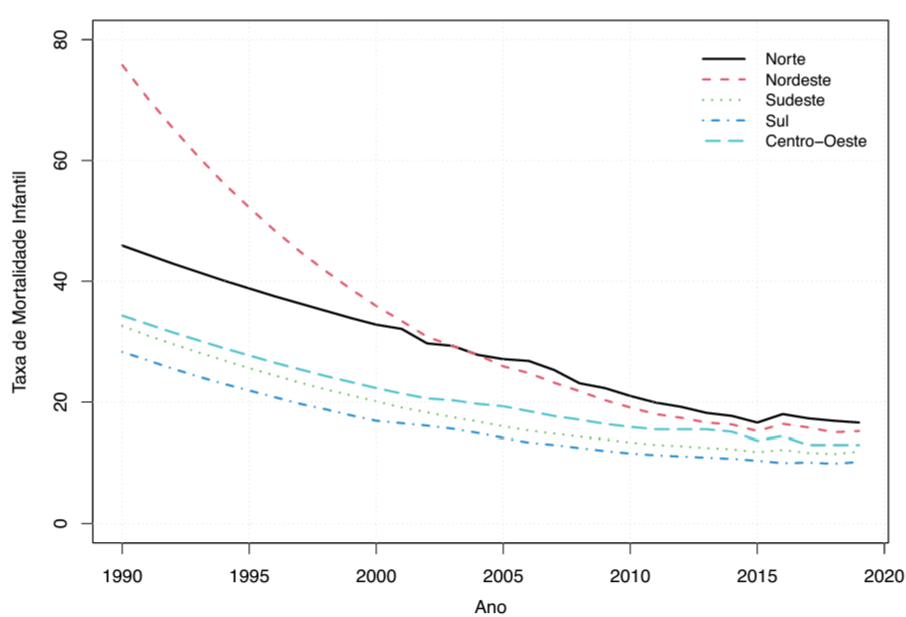 Taxa de Mortalidade Infantil
80
60
40
20
0
Norte
Nordeste
Sudeste
Sul
Centro−Oeste
1990 1995 2000 2005 2010 2015 2020
Ano